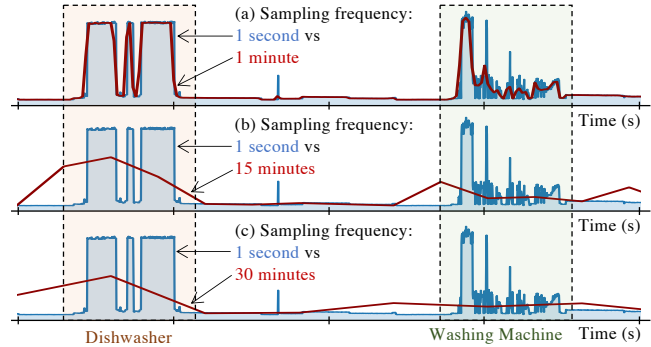 (a) Sampling frequency:
1 second vs
1 minute
Time (s)
(b) Sampling frequency:
1 second vs
15 minutes
Time (s)
(c) Sampling frequency:
1 second vs
30 minutes
Dishwasher
Washing Machine
Time (s)